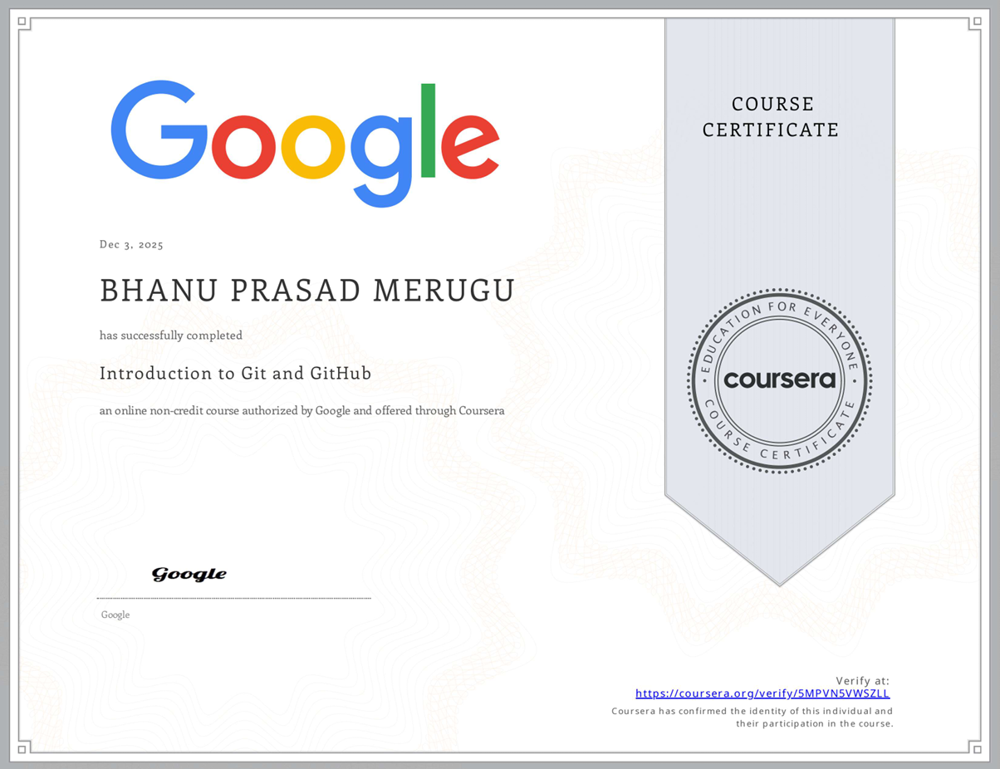 Google
COURSE
CERTIFICATE
Dec 3, 2025
BHANU PRASAD MERUGU
has successfully completed
Introduction to Git and GitHub
an online non-credit course authorized by Google and offered through Coursera
EDUCATION FOR EVERYONE
coursera
COURSE CERTIFICATE
Google
Google
Verify at:
https://coursera.org/verify/5MPVN5VWSZLL
Coursera has confirmed the identity of this individual and
their participation in the course.